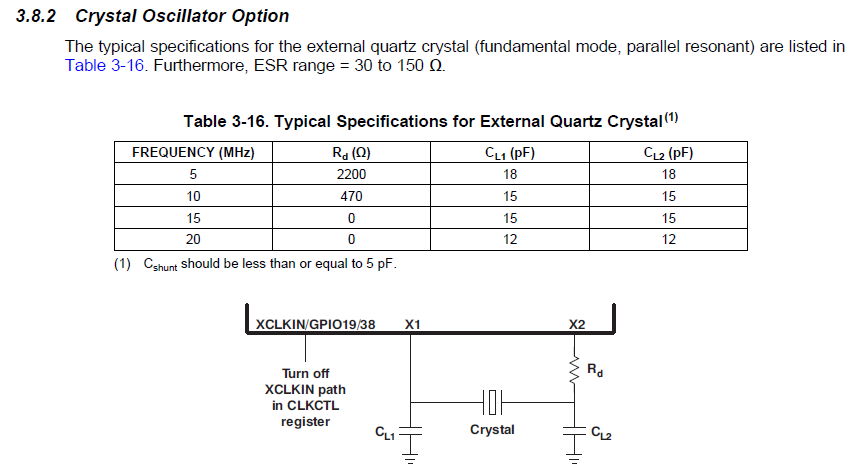 3.8.2 Crystal Oscillator Option
The typical specifications for the external quartz crystal (fundamental mode, parallel resonant) are listed in
Table 3-16. Furthermore, ESR range = 30 to 150 Ω.
Table 3-16. Typical Specifications for External Quartz Crystal(1)
FREQUENCY (MHz) Rd (Ω) CL1 (pF) CL2 (pF)
5 2200 18 18
10 470 15 15
15 0 15 15
20 0 12 12
(1) Cshunt should be less than or equal to 5 pF.
XCLKIN/GPIO19/38 X1 X2
Turn off
XCLKIN path
in CLKCTL
register
Rd
CL1
Crystal
CL2